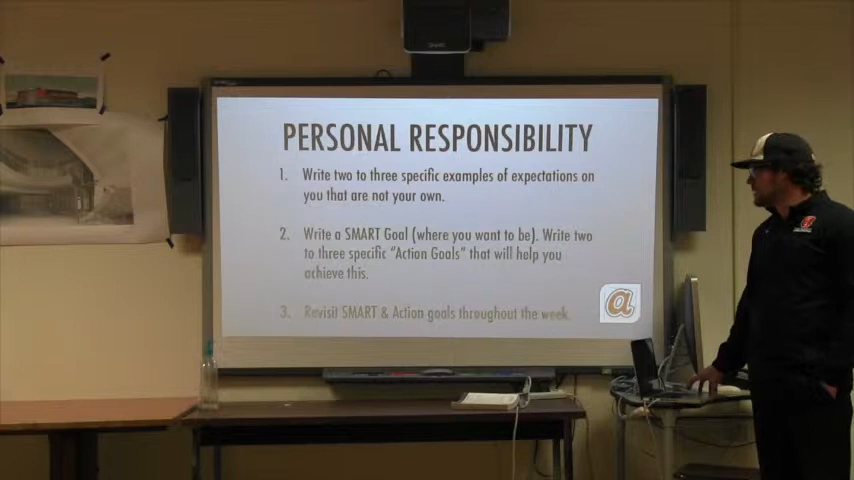 PERSONAL RESPONSIBILITY
1. Write two to three specific examples of expectations on
you that are not your own.
2. Write a SMART Goal (where you want to be). Write two
to three specific “Action Goals” that will help you
achieve this.
3. Revisit SMART & Action goals throughout the week.
a